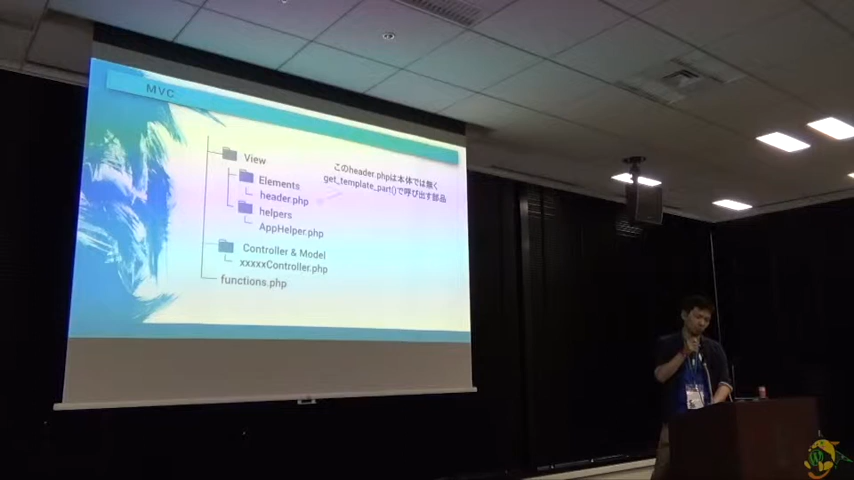 MVC
View
Elements
header.php
helpers
AppHelper.php
Controller & Model
xxxxxController.php
functions.php
このheader.phpは本体では無く
get_template_part()で呼び出す部品